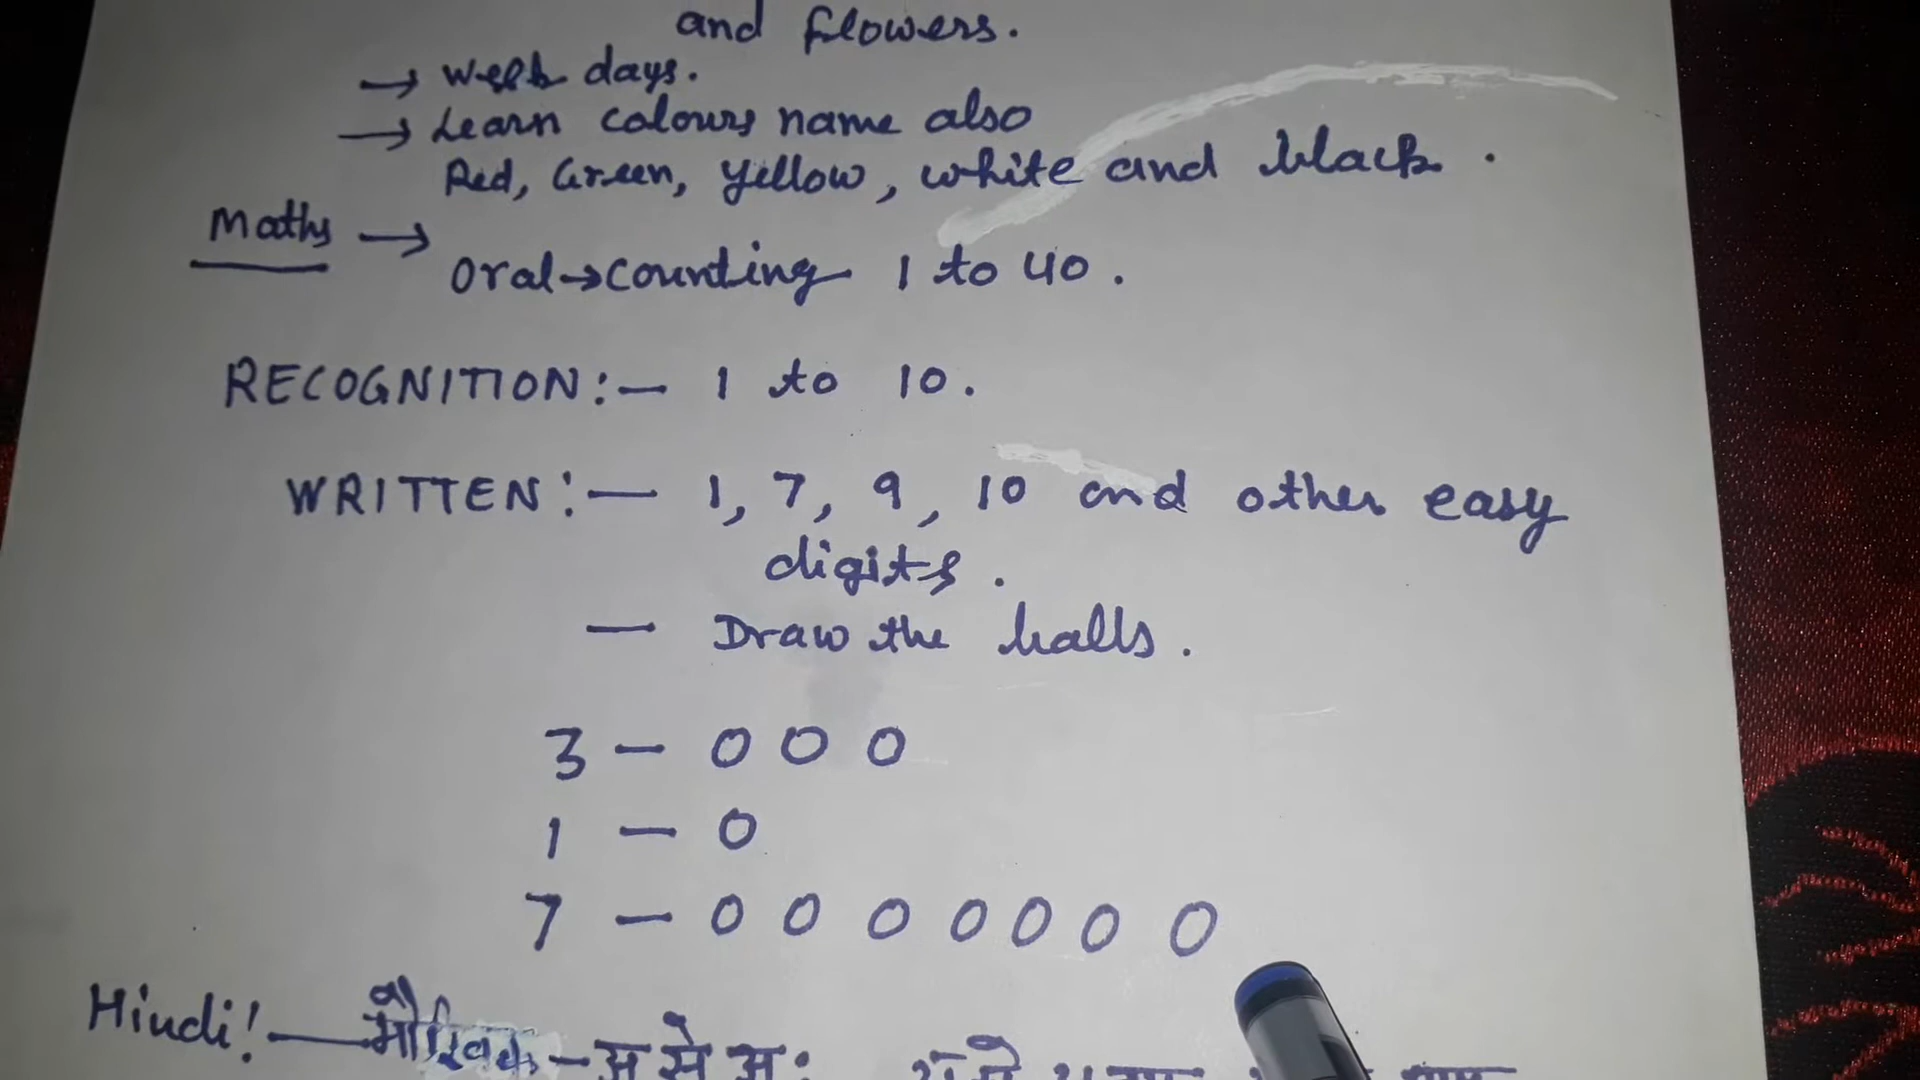 and flowers.
→ Week days.
→ Learn colours name also
Red, Green, Yellow, white and black.
Maths →
Oral → Counting 1 to 40.
RECOGNITION:— 1 to 10.
WRITTEN:— 1, 7, 9, 10 and other easy
digits.
— Draw the balls.
3 — 0 0 0
1 — 0
7 — 0 0 0 0 0 0 0
Hindi!— मौखिक — अ से अः